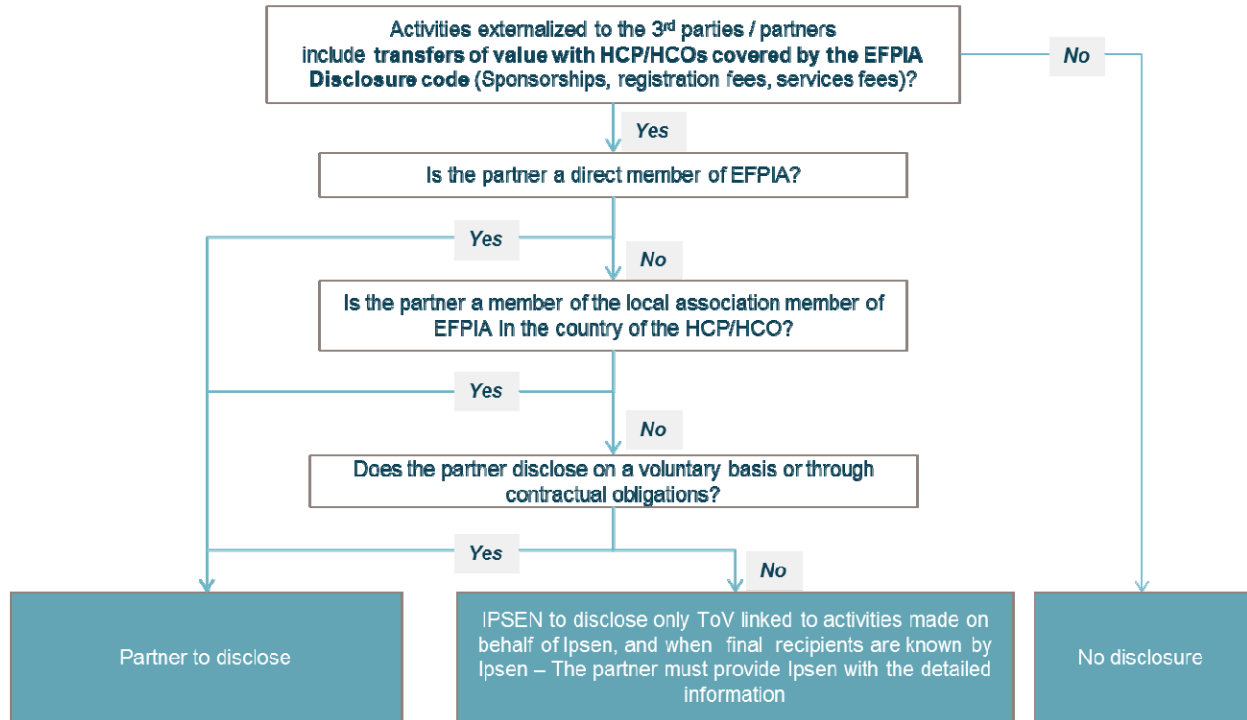 Activities externalized to the 3rd parties / partners
include transfers of value with HCP/HCOs covered by the EFPIA
Disclosure code (Sponsorships, registration fees, services fees)?
No
Yes
Is the partner a direct member of EFPIA?
Yes
No
Is the partner a member of the local association member of
EFPIA In the country of the HCP/HCO?
Yes
No
Does the partner disclose on a voluntary basis or through
contractual obligations?
Yes
No
Partner to disclose
IPSEN to disclose only ToV linked to activities made on
behalf of Ipsen, and when final recipients are known by
Ipsen – The partner must provide Ipsen with the detailed
information
No disclosure